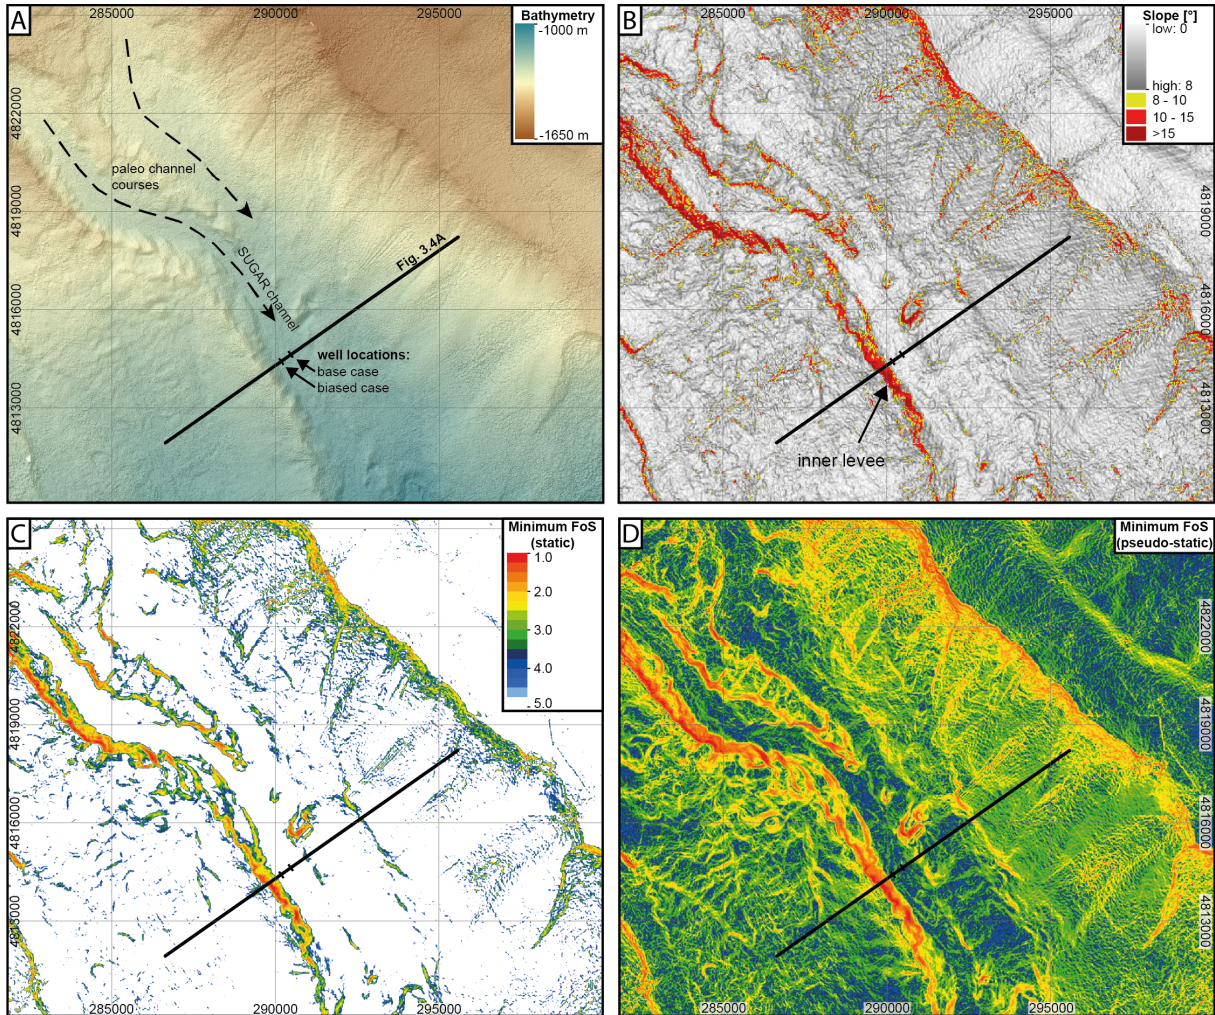 A
285000
290000
295000
Bathymetry
-1000 m
-1650 m
4822000
4819000
4816000
4813000
paleo channel
courses
SUGAR channel
Fig. 3.4A
well locations:
base case
biased case
B
285000
290000
295000
Slope [°]
low: 0
high: 8
8 - 10
10 - 15
>15
4819000
4816000
4813000
inner levee
C
Minimum FoS
(static)
1.0
2.0
3.0
4.0
5.0
4822000
4819000
4816000
4813000
285000
290000
295000
D
Minimum FoS
(pseudo-static)
4822000
4819000
4816000
4813000
285000
290000
295000